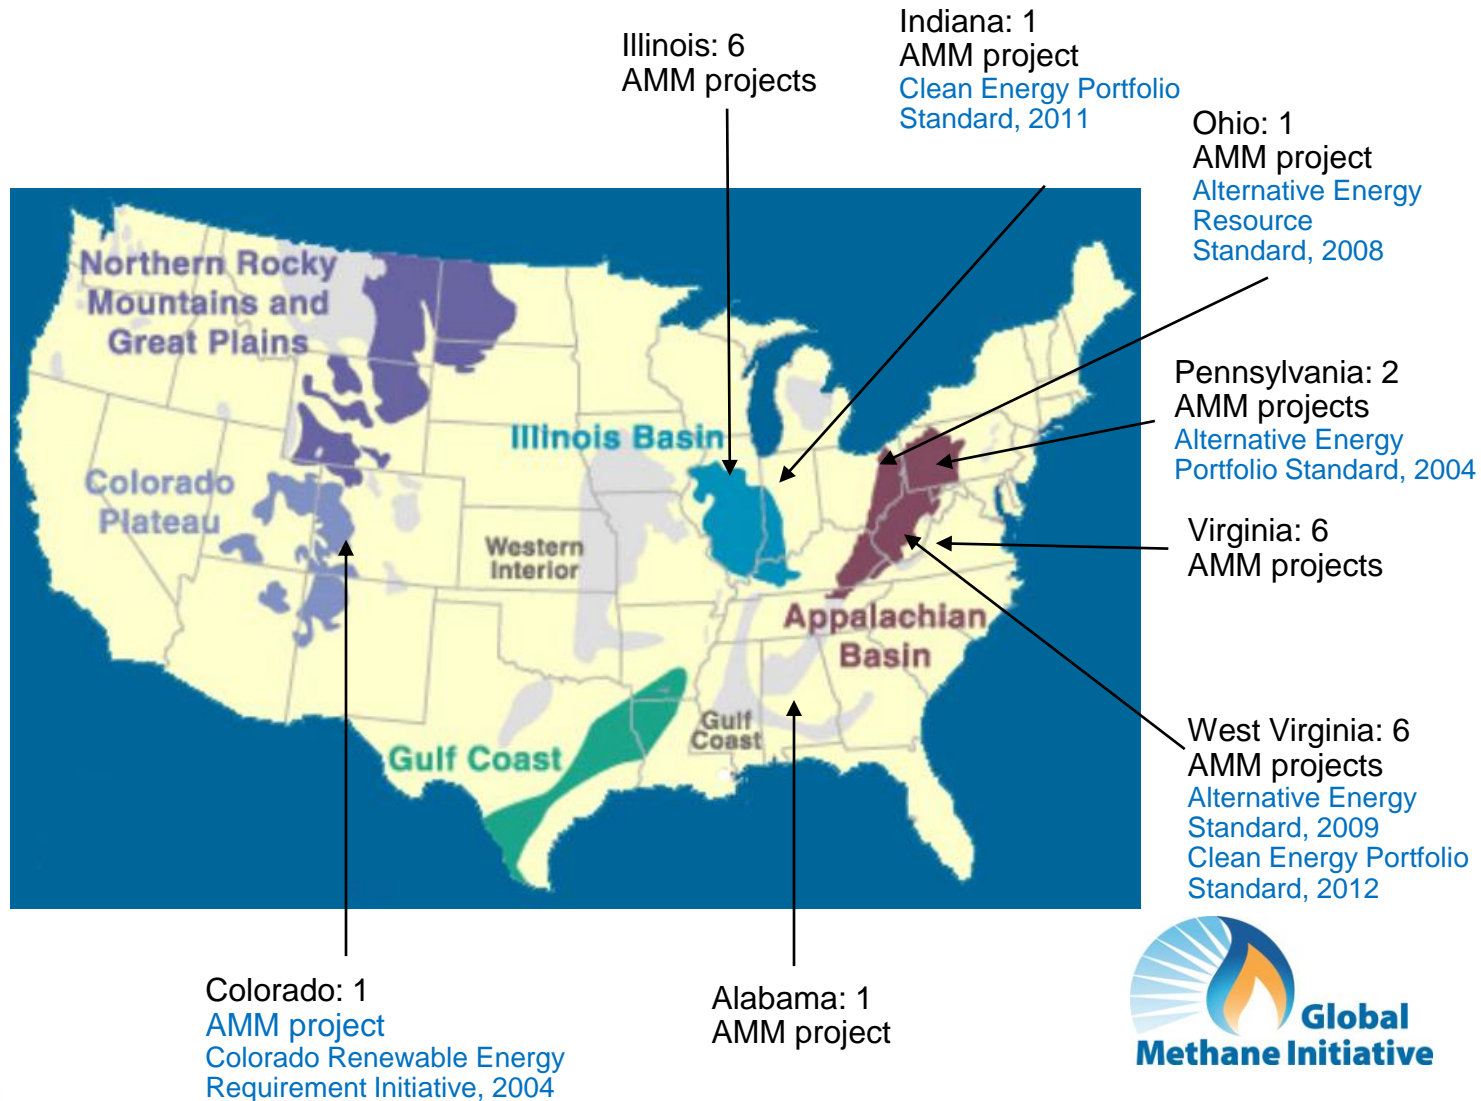 Illinois: 6
AMM projects
Indiana: 1
AMM project
Clean Energy Portfolio
Standard, 2011
Ohio: 1
AMM project
Alternative Energy
Resource
Standard, 2008
Northern Rocky
Mountains and
Great Plains
Illinois Basin
Pennsylvania: 2
AMM projects
Alternative Energy
Portfolio Standard, 2004
Colorado
Plateau
Western
Interior
Virginia: 6
AMM projects
Appalachian
Basin
Gulf
Coast
Gulf Coast
West Virginia: 6
AMM projects
Alternative Energy
Standard, 2009
Clean Energy Portfolio
Standard, 2012
Colorado: 1
AMM project
Colorado Renewable Energy
Requirement Initiative, 2004
Alabama: 1
AMM project
Global
Methane Initiative